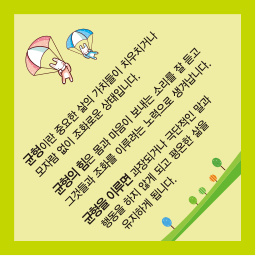 균형이란 중요한 삶의 가치들이 치우치거나
모자람 없이 조화로운 상태입니다.
균형의 힘은 몸과 마음이 보내는 소리를 잘 듣고
그것들과 조화를 이루려는 노력으로 생겨납니다.
균형을 이루면 과장되거나 극단적인 말과
행동을 하지 않게 되고 평온한 삶을
유지하게 됩니다.